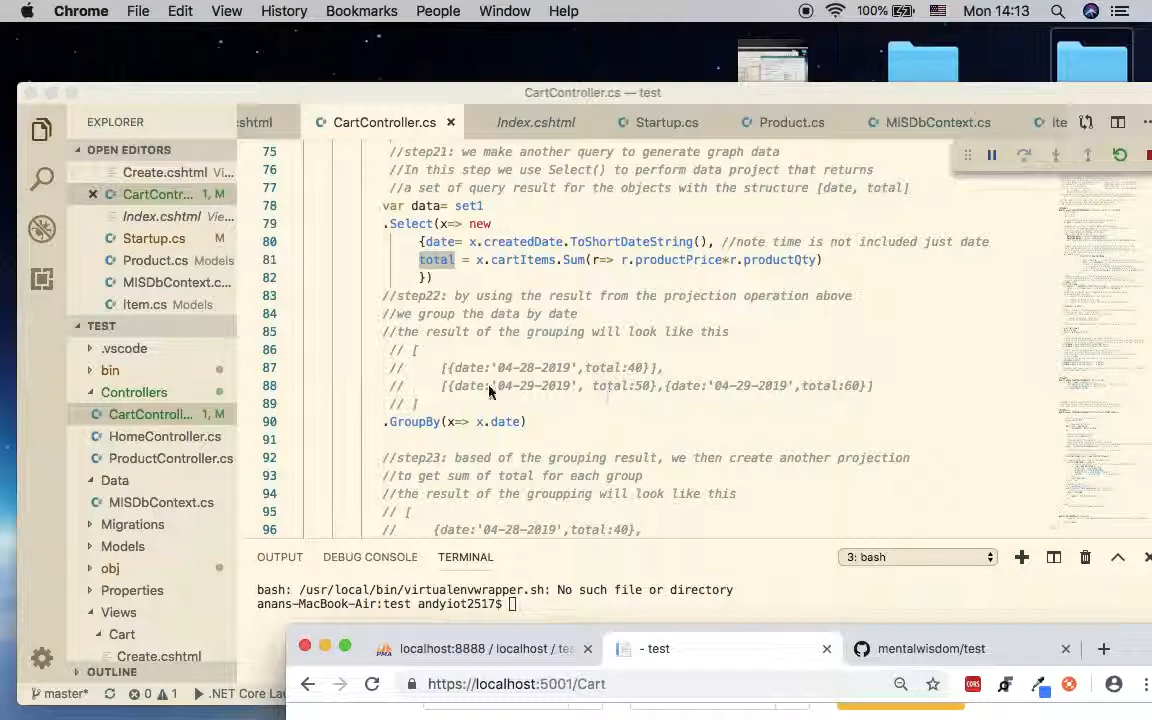 Chrome File Edit View History Bookmarks People Window Help 100% Mon 14:13
CartController.cs — test
EXPLORER
shtml CartController.cs Index.cshtml Startup.cs Product.cs MISDbContext.cs Ite
OPEN EDITORS
Create.cshtml Vie...
CartContr... 1, M
Index.cshtml Vie...
Startup.cs M
Product.cs Models
MISDbContext.c...
Item.cs Models
TEST
.vscode
bin
Controllers
CartControll... 1, M
HomeController.cs
ProductController.cs
Data
MISDbContext.cs
Migrations
Models
obj
Properties
Views
Cart
Create.cshtml
OUTLINE
75 //step21: we make another query to generate graph data
76 //In this step we use Select() to perform data project that returns
77 //a set of query result for the objects with the structure [date, total]
78 var data= set1
79 .Select(x=> new
80 {date= x.createdDate.ToShortDateString(), //note time is not included just date
81 total = x.cartItems.Sum(r=> r.productPrice*r.productQty)
82 })
83 //step22: by using the result from the projection operation above
84 //we group the data by date
85 //the result of the grouping will look like this
86 // [
87 // [{date:'04-28-2019',total:40}],
88 // [{date:'04-29-2019', total:50},{date:'04-29-2019',total:60}]
89 // ]
90 .GroupBy(x=> x.date)
91
92 //step23: based of the grouping result, we then create another projection
93 //to get sum of total for each group
94 //the result of the groupping will look like this
95 // [
96 // {date:'04-28-2019',total:40},
OUTPUT DEBUG CONSOLE TERMINAL 3: bash
bash: /usr/local/bin/virtualenvwrapper.sh: No such file or directory
anans-MacBook-Air:test andyiot2517$
master* 0 1 .NET Core La
localhost:8888 / localhost / tes - test mentalwisdom/test
https://localhost:5001/Cart CORS